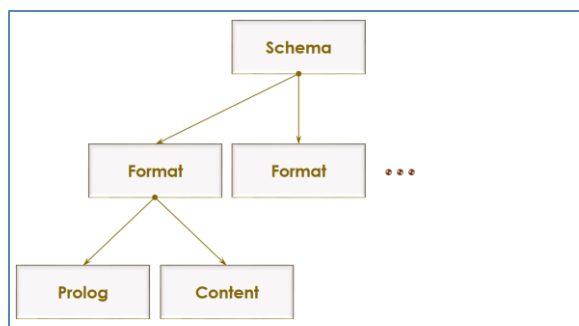 Schema
Format
Format
Prolog
Content